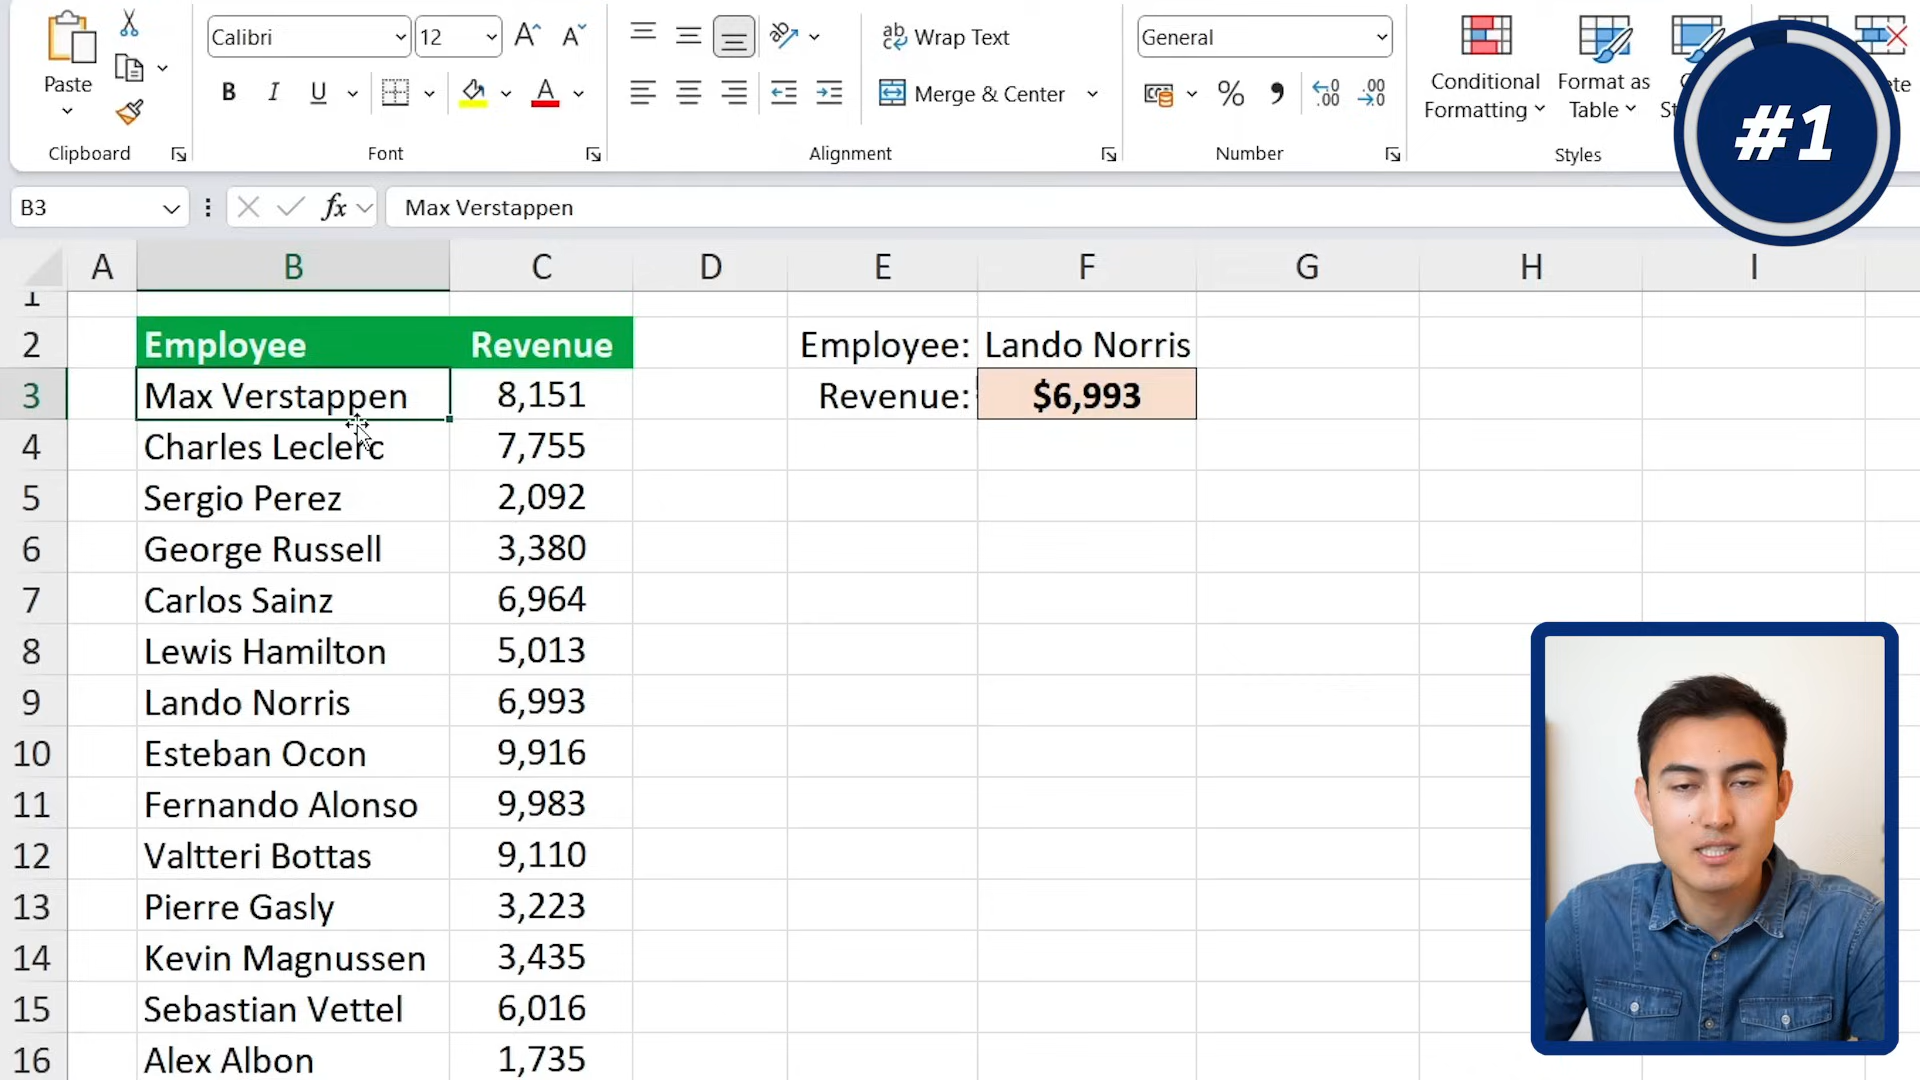 Calibri 12 Wrap Text General
Paste B I U Merge & Center Conditional Formatting Format as Table
Clipboard Font Alignment Number Styles
#1
B3 fx Max Verstappen
A B C D E F G H I
1
2 Employee Revenue Employee: Lando Norris
3 Max Verstappen 8,151 Revenue: $6,993
4 Charles Leclerc 7,755
5 Sergio Perez 2,092
6 George Russell 3,380
7 Carlos Sainz 6,964
8 Lewis Hamilton 5,013
9 Lando Norris 6,993
10 Esteban Ocon 9,916
11 Fernando Alonso 9,983
12 Valtteri Bottas 9,110
13 Pierre Gasly 3,223
14 Kevin Magnussen 3,435
15 Sebastian Vettel 6,016
16 Alex Albon 1,735